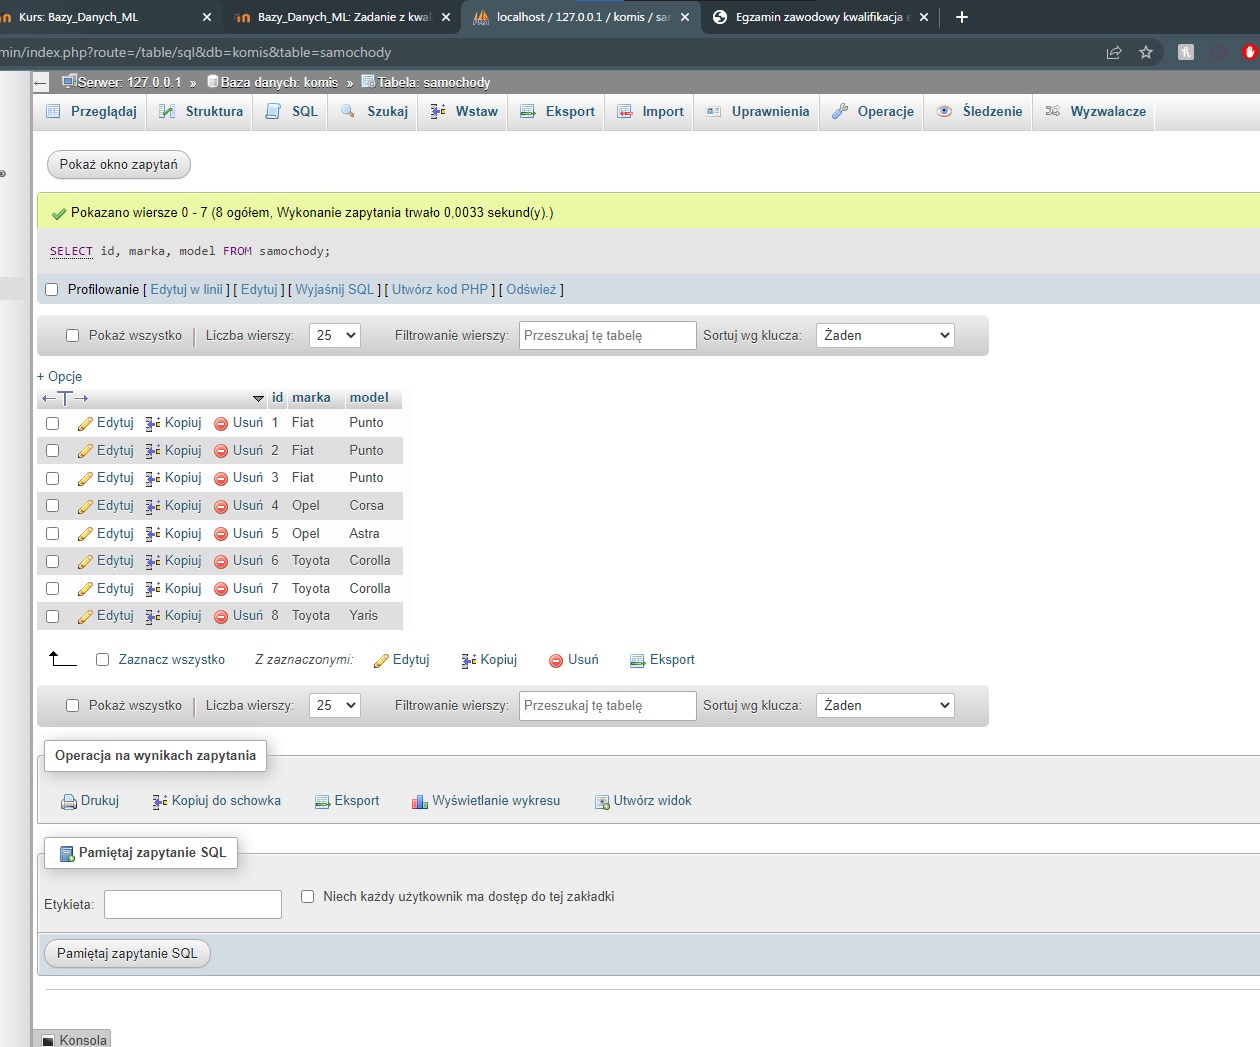 Kurs: Bazy_Danych_ML
Bazy_Danych_ML: Zadanie z kwal
localhost / 127.0.0.1 / komis / sar
Egzamin zawodowy kwalifikacja e
min/index.php?route=/table/sql&db=komis&table=samochody
Serwer: 127.0.0.1 » Baza danych: komis » Tabela: samochody
Przeglądaj Struktura SQL Szukaj Wstaw Eksport Import Uprawnienia Operacje Śledzenie Wyzwalacze
Pokaż okno zapytań
Pokazano wiersze 0 - 7 (8 ogółem, Wykonanie zapytania trwało 0,0033 sekund(y).)
SELECT id, marka, model FROM samochody;
Profilowanie [ Edytuj w linii ] [ Edytuj ] [ Wyjaśnij SQL ] [ Utwórz kod PHP ] [ Odśwież ]
Pokaż wszystko | Liczba wierszy: 25 Filtrowanie wierszy: Przeszukaj tę tabelę Sortuj wg klucza: Żaden
+ Opcje
←T→ id marka model
Edytuj Kopiuj Usuń 1 Fiat Punto
Edytuj Kopiuj Usuń 2 Fiat Punto
Edytuj Kopiuj Usuń 3 Fiat Punto
Edytuj Kopiuj Usuń 4 Opel Corsa
Edytuj Kopiuj Usuń 5 Opel Astra
Edytuj Kopiuj Usuń 6 Toyota Corolla
Edytuj Kopiuj Usuń 7 Toyota Corolla
Edytuj Kopiuj Usuń 8 Toyota Yaris
Zaznacz wszystko Z zaznaczonymi: Edytuj Kopiuj Usuń Eksport
Pokaż wszystko | Liczba wierszy: 25 Filtrowanie wierszy: Przeszukaj tę tabelę Sortuj wg klucza: Żaden
Operacja na wynikach zapytania
Drukuj Kopiuj do schowka Eksport Wyświetlanie wykresu Utwórz widok
Pamiętaj zapytanie SQL
Etykieta: Niech każdy użytkownik ma dostęp do tej zakładki
Pamiętaj zapytanie SQL
Konsola